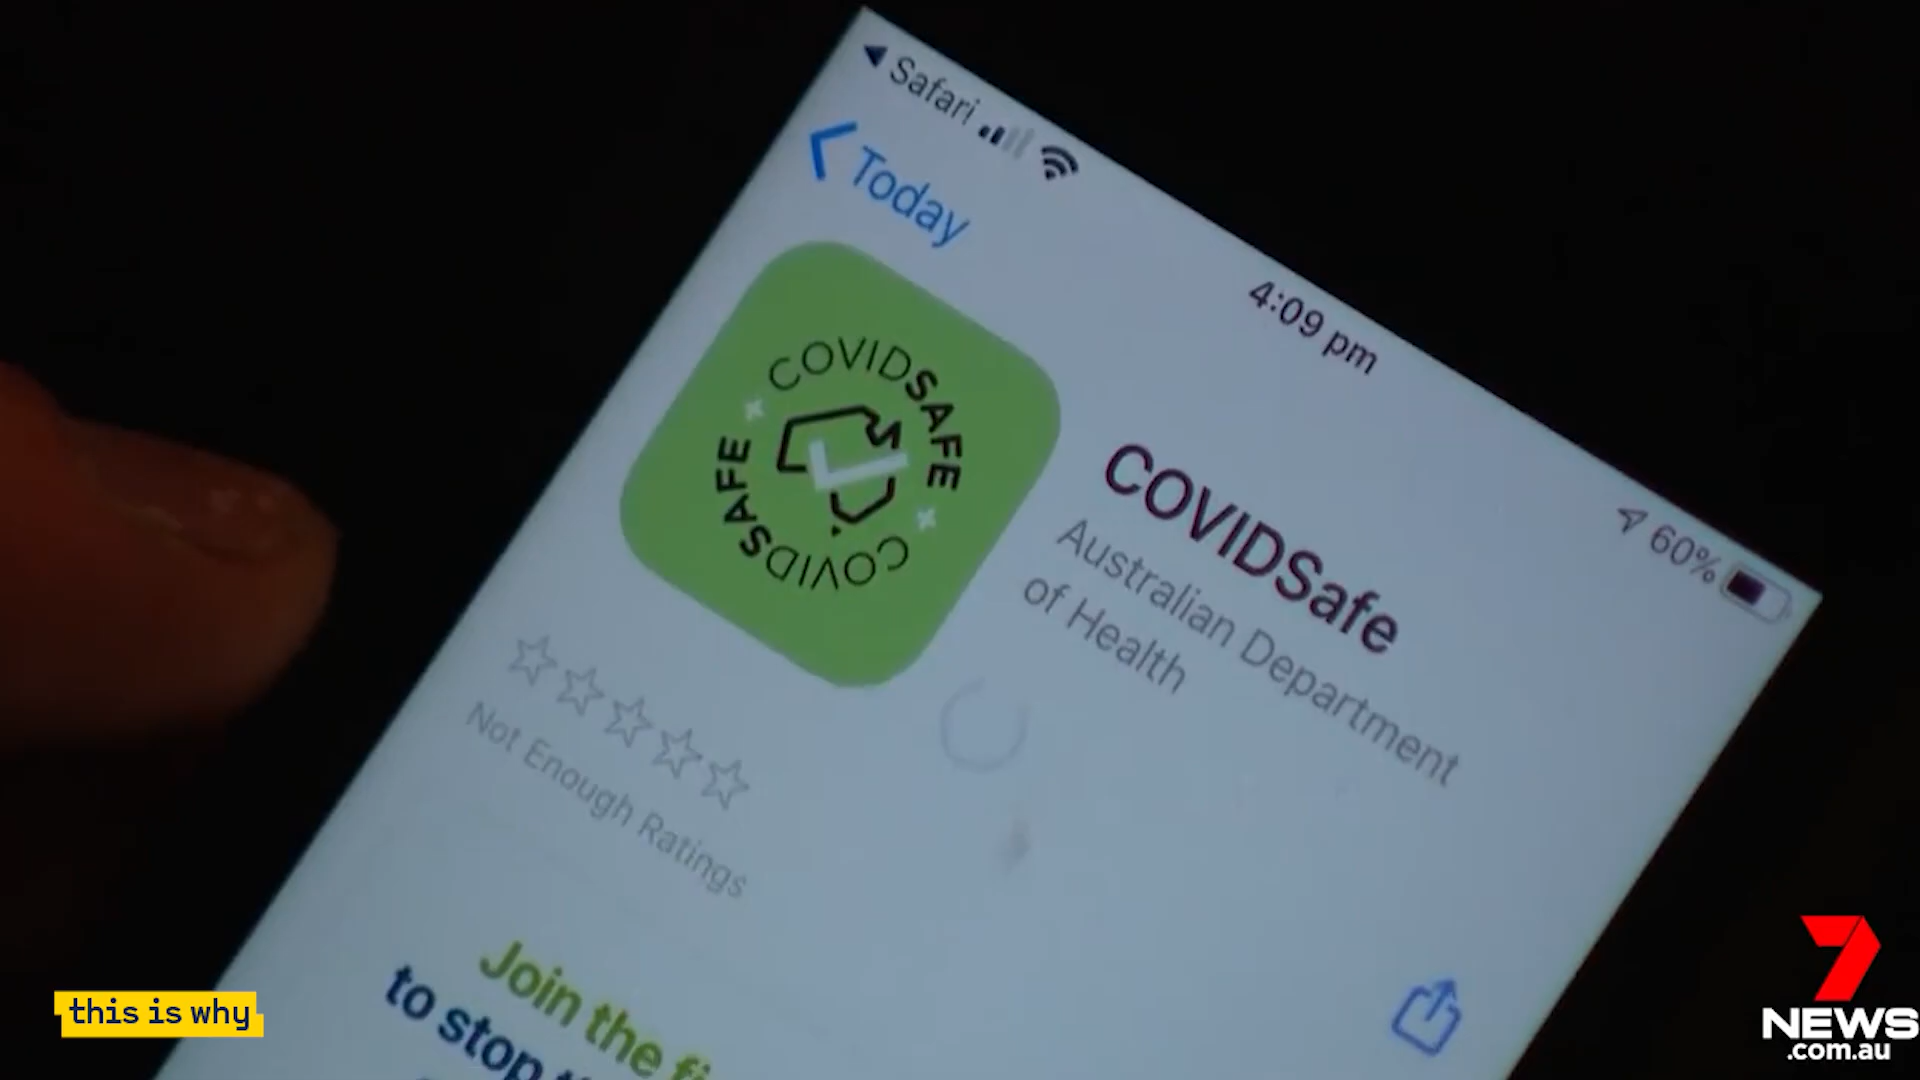 Safari
4:09 pm
60%
Today
COVIDSAFE
COVIDSAFE
COVIDSafe
Australian Department
of Health
Not Enough Ratings
Join the
to stop
this is why
7
NEWS
.com.au